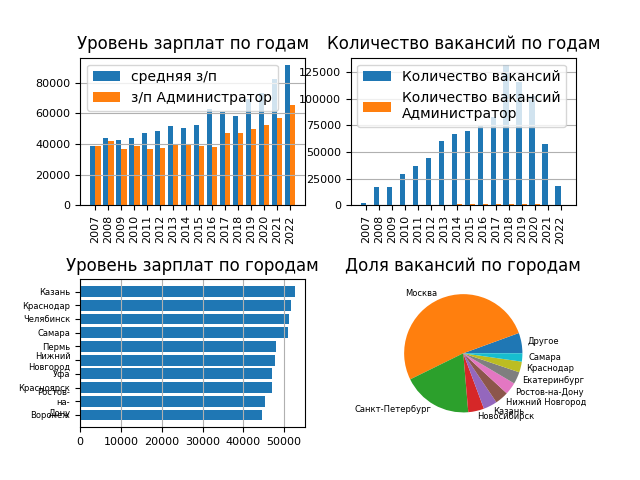 Уровень зарплат по годам
80000
60000
40000
20000
0
средняя з/п
з/п Администратор
2007 2008 2009 2010 2011 2012 2013 2014 2015 2016 2017 2018 2019 2020 2021 2022
Количество вакансий по годам
125000
100000
75000
50000
25000
0
Количество вакансий
Количество вакансий
Администратор
2007 2008 2009 2010 2011 2012 2013 2014 2015 2016 2017 2018 2019 2020 2021 2022
Уровень зарплат по городам
Казань
Краснодар
Челябинск
Самара
Пермь
Нижний
Новгород
Уфа
Красноярск
Ростов-
на-
Дону
Воронеж
0 10000 20000 30000 40000 50000
Доля вакансий по городам
Москва
Другое
Самара
Краснодар
Екатеринбург
Ростов-на-Дону
Нижний Новгород
Казань
Новосибирск
Санкт-Петербург